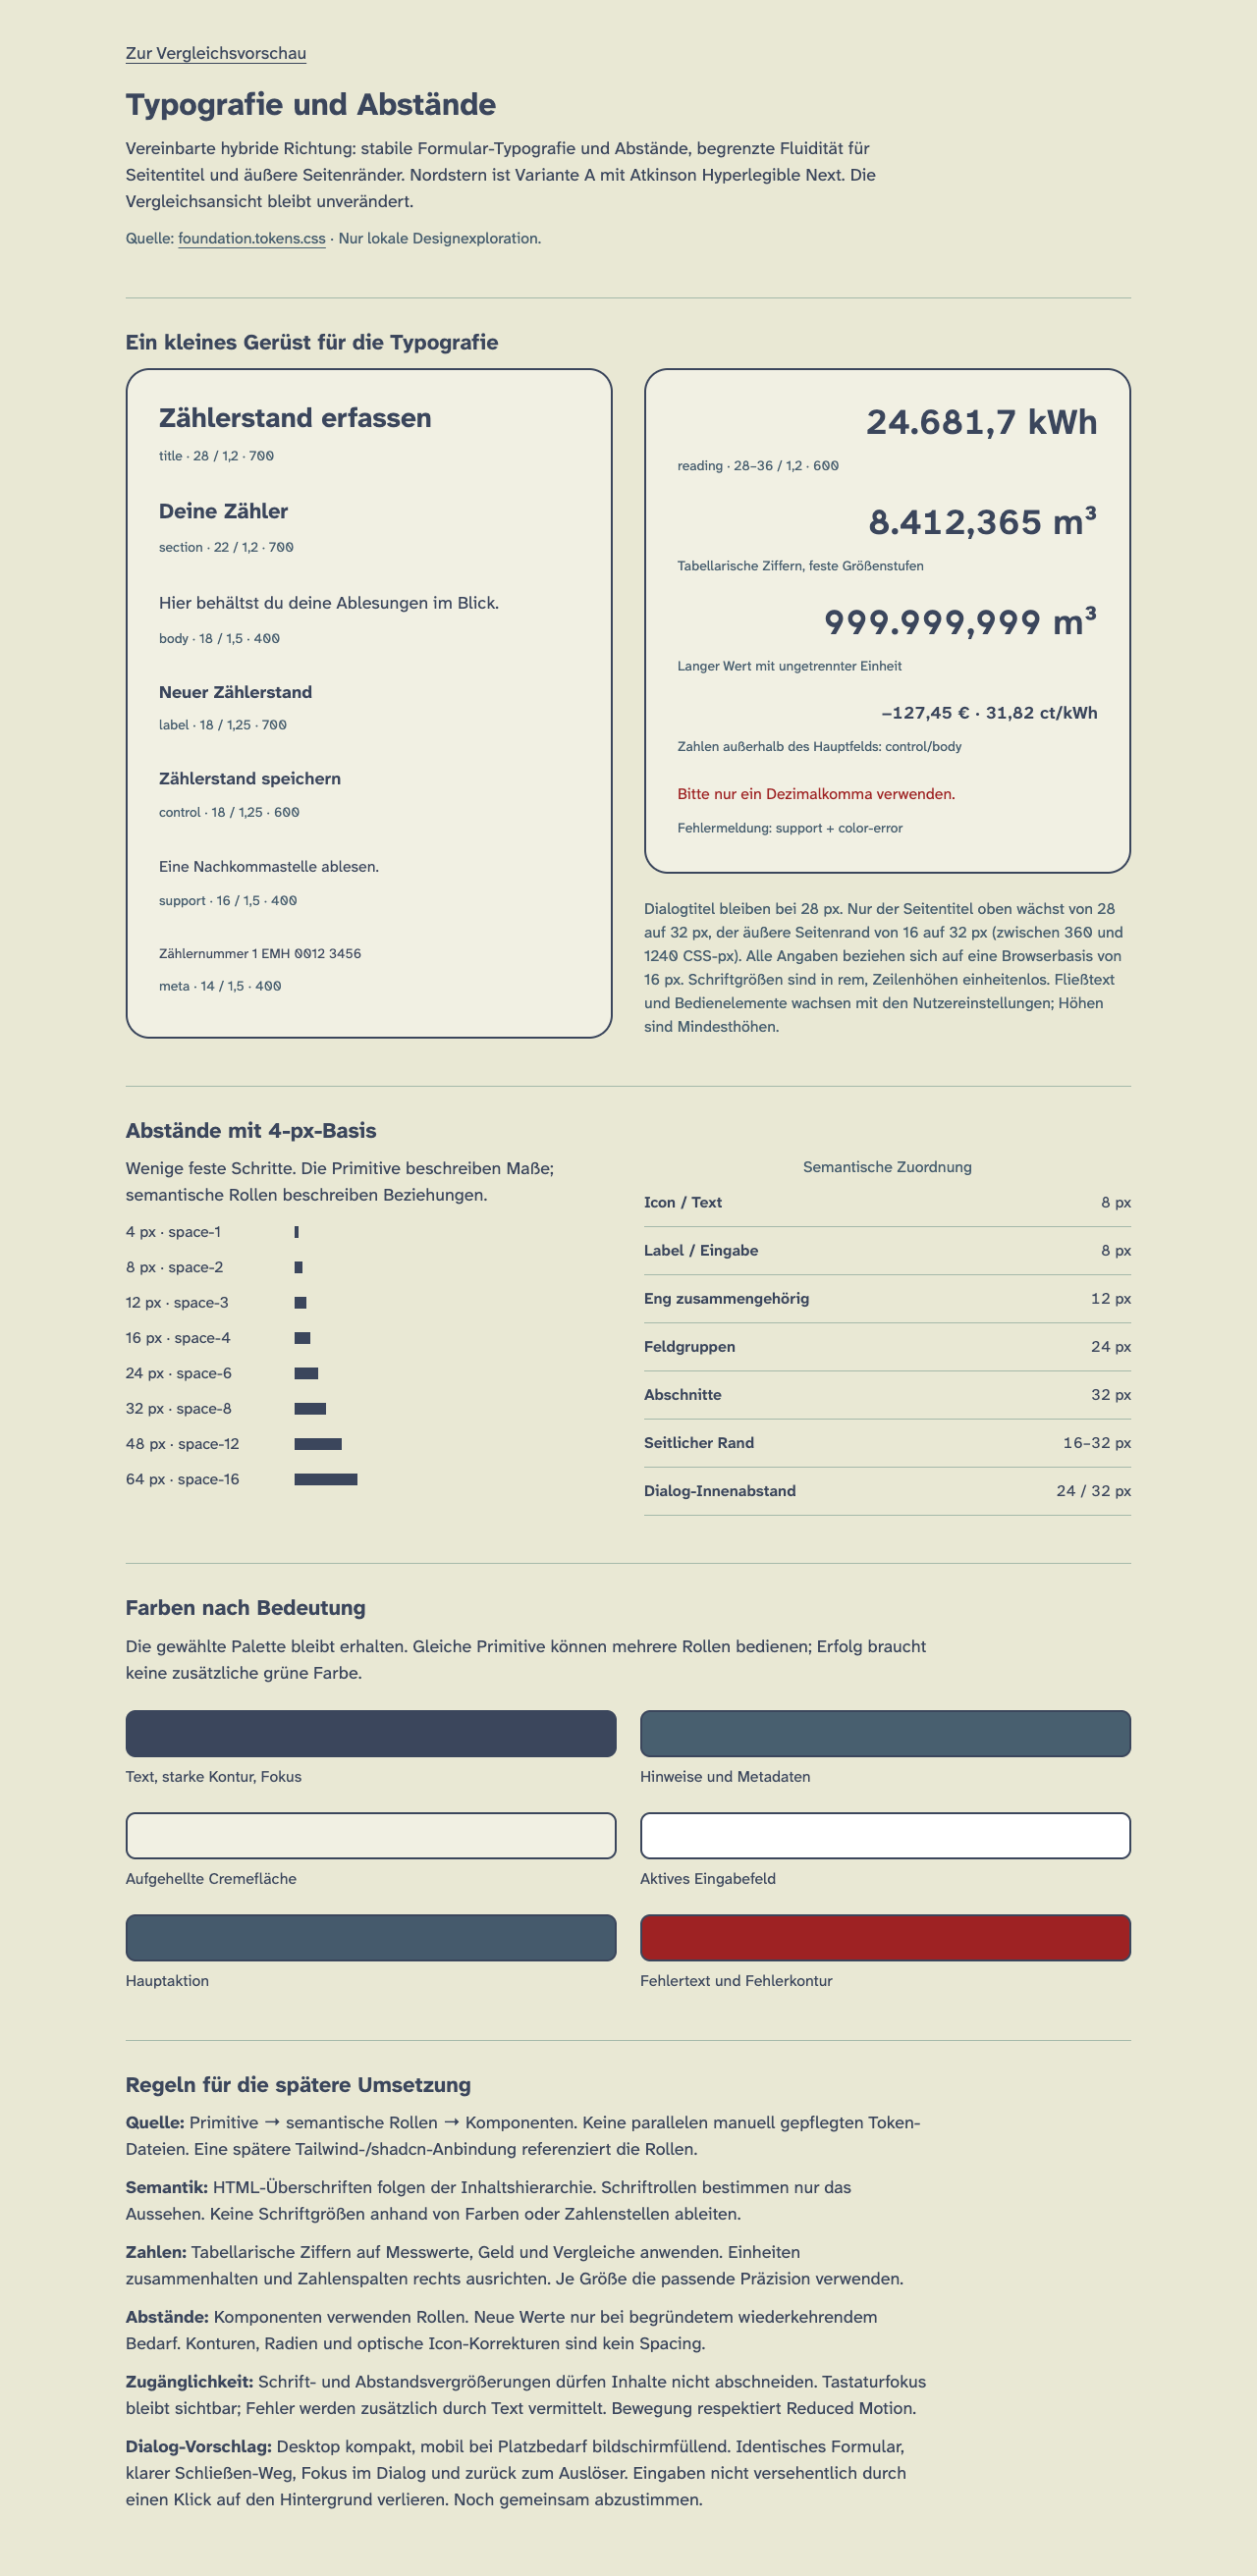 Zur Vergleichsvorschau
Typografie und Abstände
Vereinbarte hybride Richtung: stabile Formular-Typografie und Abstände, begrenzte Fluidität für
Seitentitel und äußere Seitenränder. Nordstern ist Variante A mit Atkinson Hyperlegible Next. Die
Vergleichsansicht bleibt unverändert.
Quelle: foundation.tokens.css · Nur lokale Designexploration.
Ein kleines Gerüst für die Typografie
Zählerstand erfassen
title · 28 / 1,2 · 700
Deine Zähler
section · 22 / 1,2 · 700
Hier behältst du deine Ablesungen im Blick.
body · 18 / 1,5 · 400
Neuer Zählerstand
label · 18 / 1,25 · 700
Zählerstand speichern
control · 18 / 1,25 · 600
Eine Nachkommastelle ablesen.
support · 16 / 1,5 · 400
Zählernummer 1 EMH 0012 3456
meta · 14 / 1,5 · 400
24.681,7 kWh
reading · 28–36 / 1,2 · 600
8.412,365 m³
Tabellarische Ziffern, feste Größenstufen
999.999,999 m³
Langer Wert mit ungetrennter Einheit
−127,45 € · 31,82 ct/kWh
Zahlen außerhalb des Hauptfelds: control/body
Bitte nur ein Dezimalkomma verwenden.
Fehlermeldung: support + color-error
Dialogtitel bleiben bei 28 px. Nur der Seitentitel oben wächst von 28
auf 32 px, der äußere Seitenrand von 16 auf 32 px (zwischen 360 und
1240 CSS-px). Alle Angaben beziehen sich auf eine Browserbasis von
16 px. Schriftgrößen sind in rem, Zeilenhöhen einheitenlos. Fließtext
und Bedienelemente wachsen mit den Nutzereinstellungen; Höhen
sind Mindesthöhen.
Abstände mit 4-px-Basis
Wenige feste Schritte. Die Primitive beschreiben Maße;
semantische Rollen beschreiben Beziehungen.
4 px · space-1
8 px · space-2
12 px · space-3
16 px · space-4
24 px · space-6
32 px · space-8
48 px · space-12
64 px · space-16
Semantische Zuordnung
Icon / Text 8 px
Label / Eingabe 8 px
Eng zusammengehörig 12 px
Feldgruppen 24 px
Abschnitte 32 px
Seitlicher Rand 16–32 px
Dialog-Innenabstand 24 / 32 px
Farben nach Bedeutung
Die gewählte Palette bleibt erhalten. Gleiche Primitive können mehrere Rollen bedienen; Erfolg braucht
keine zusätzliche grüne Farbe.
Text, starke Kontur, Fokus
Hinweise und Metadaten
Aufgehellte Cremefläche
Aktives Eingabefeld
Hauptaktion
Fehlertext und Fehlerkontur
Regeln für die spätere Umsetzung
Quelle: Primitive → semantische Rollen → Komponenten. Keine parallelen manuell gepflegten Token-
Dateien. Eine spätere Tailwind-/shadcn-Anbindung referenziert die Rollen.
Semantik: HTML-Überschriften folgen der Inhaltshierarchie. Schriftrollen bestimmen nur das
Aussehen. Keine Schriftgrößen anhand von Farben oder Zahlenstellen ableiten.
Zahlen: Tabellarische Ziffern auf Messwerte, Geld und Vergleiche anwenden. Einheiten
zusammenhalten und Zahlenspalten rechts ausrichten. Je Größe die passende Präzision verwenden.
Abstände: Komponenten verwenden Rollen. Neue Werte nur bei begründetem wiederkehrendem
Bedarf. Konturen, Radien und optische Icon-Korrekturen sind kein Spacing.
Zugänglichkeit: Schrift- und Abstandsvergrößerungen dürfen Inhalte nicht abschneiden. Tastaturfokus
bleibt sichtbar; Fehler werden zusätzlich durch Text vermittelt. Bewegung respektiert Reduced Motion.
Dialog-Vorschlag: Desktop kompakt, mobil bei Platzbedarf bildschirmfüllend. Identisches Formular,
klarer Schließen-Weg, Fokus im Dialog und zurück zum Auslöser. Eingaben nicht versehentlich durch
einen Klick auf den Hintergrund verlieren. Noch gemeinsam abzustimmen.